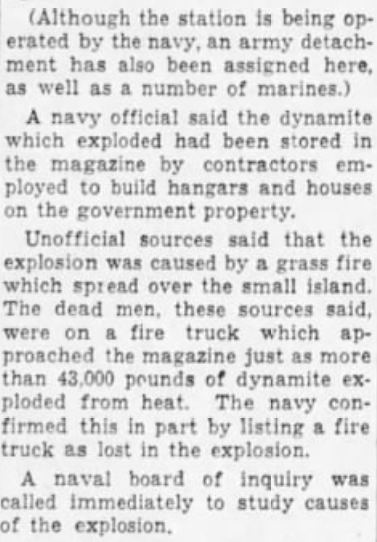 (Although the station is being op-
erated by the navy, an army detach-
ment has also been assigned here,
as well as a number of marines.)
A navy official said the dynamite
which exploded had been stored in
the magazine by contractors em-
ployed to build hangars and houses
on the government property.
Unofficial sources said that the
explosion was caused by a grass fire
which spread over the small island.
The dead men, these sources said,
were on a fire truck which ap-
proached the magazine just as more
than 43,000 pounds of dynamite ex-
ploded from heat. The navy con-
firmed this in part by listing a fire
truck as lost in the explosion.
A naval board of inquiry was
called immediately to study causes
of the explosion.